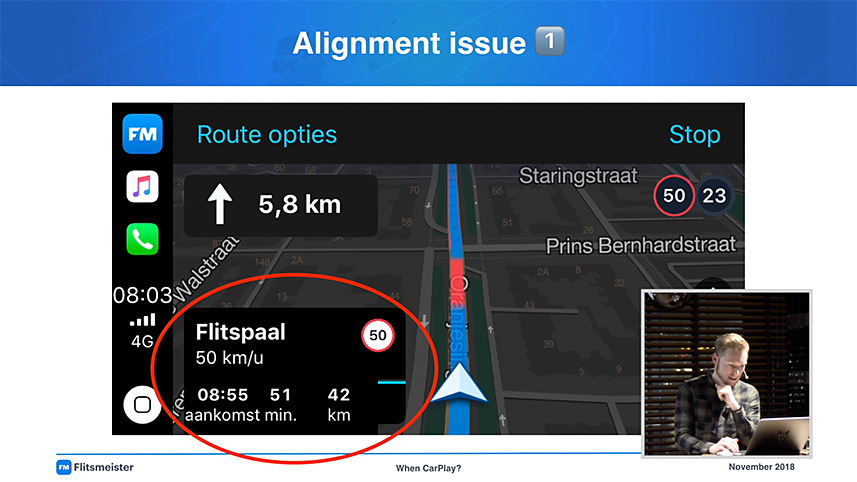 Alignment issue 1
FM
Route opties
Stop
5,8 km
Staringstraat
50 23
Prins Bernhardstraat
Walstraat
Oranjesi
08:03
4G
Flitspaal
50
50 km/u
08:55 51 42
aankomst min. km
FM Flitsmeister
When CarPlay?
November 2018